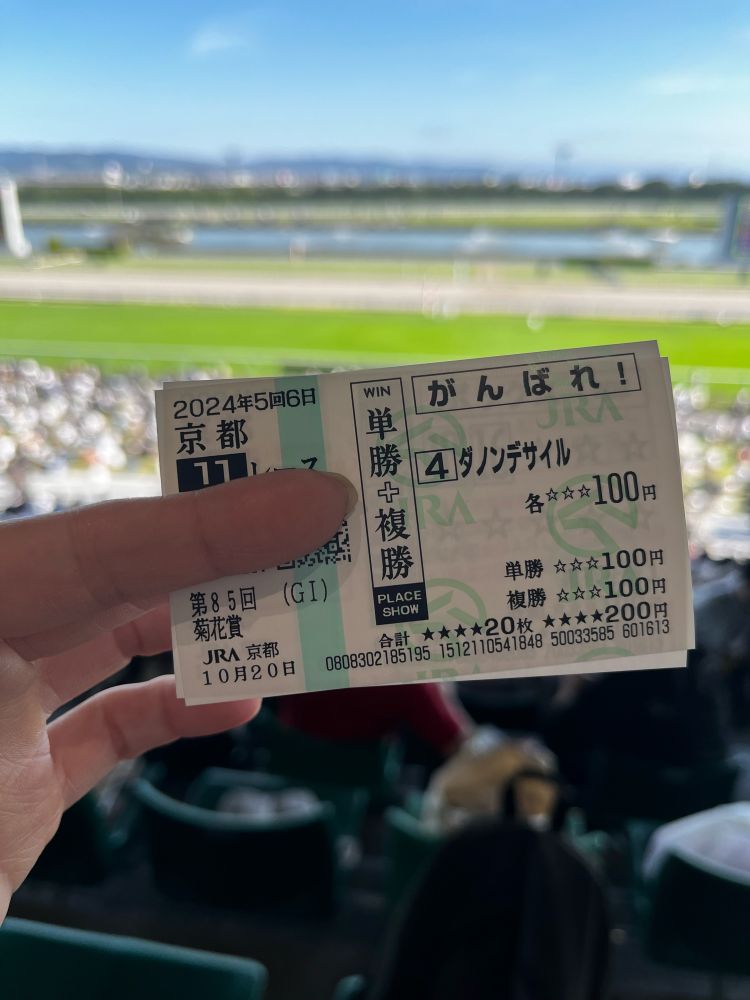 2024年5回6日
京都
11レース
第85回 (GI)
菊花賞
JRA 京都
10月20日
WIN
単勝+複勝
PLACE
SHOW
がんばれ!
4 ダノンデサイル
各☆☆☆100円
単勝 ☆☆☆100円
複勝 ☆☆☆100円
合計 ★★★★20枚 ★★★★200円
0808302185195 1512110541848 50033585 601613
JRA
JRA